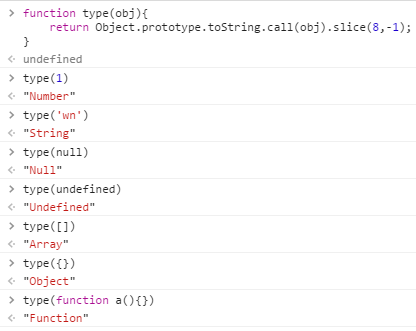 > function type(obj){
    return Object.prototype.toString.call(obj).slice(8,-1);
}
< undefined
> type(1)
< "Number"
> type('wn')
< "String"
> type(null)
< "Null"
> type(undefined)
< "Undefined"
> type([])
< "Array"
> type({})
< "Object"
> type(function a(){})
< "Function"